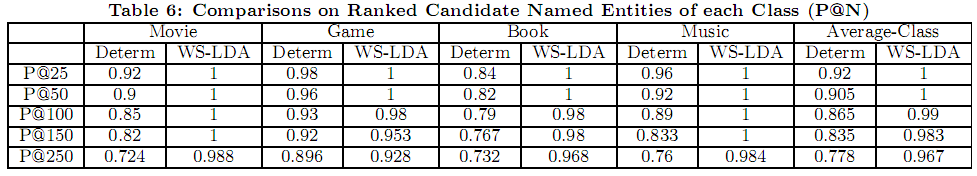 Table 6: Comparisons on Ranked Candidate Named Entities of each Class (P@N)
Movie Game Book Music Average-Class
Determ WS-LDA Determ WS-LDA Determ WS-LDA Determ WS-LDA Determ WS-LDA
P@25 0.92 1 0.98 1 0.84 1 0.96 1 0.92 1
P@50 0.9 1 0.96 1 0.82 1 0.92 1 0.905 1
P@100 0.85 1 0.93 0.98 0.79 0.98 0.89 1 0.865 0.99
P@150 0.82 1 0.92 0.953 0.767 0.98 0.833 1 0.835 0.983
P@250 0.724 0.988 0.896 0.928 0.732 0.968 0.76 0.984 0.778 0.967